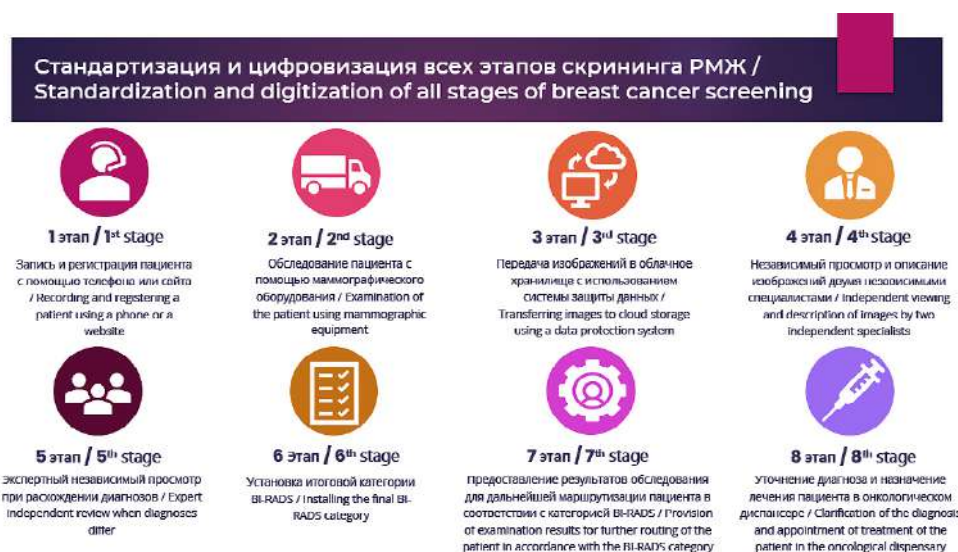 Стандартизация и цифровизация всех этапов скрининга РМЖ /
Standardization and digitization of all stages of breast cancer screening
1 этап / 1st stage
Запись и регистрация пациента
с помощью телефона или сайта
/ Recording and registering a
patient using a phone or a
website
2 этап / 2nd stage
Обследование пациента с
помощью маммографического
оборудования / Examination of
the patient using mammographic
equipment
3 этап / 3rd stage
Передача изображений в облачное
хранилище с использованием
системы защиты данных /
Transferring images to cloud storage
using a data protection system
4 этап / 4th stage
Независимый просмотр и описание
изображений двумя независимыми
специалистами / Independent viewing
and description of images by two
independent specialists
5 этап / 5th stage
Экспертный независимый просмотр
при расхождении диагнозов / Expert
independent review when diagnoses
differ
6 этап / 6th stage
Установка итоговой категории
BI-RADS / Installing the final BI-
RADS category
7 этап / 7th stage
Предоставление результатов обследования
для дальнейшей маршрутизации пациента в
соответствии с категорией BI-RADS / Provision
of examination results for further routing of the
patient in accordance with the BI-RADS category
8 этап / 8th stage
Уточнение диагноза и назначение
лечения пациента в онкологическом
диспансере / Clarification of the diagnosis
and appointment of treatment of the
patient in the oncological dispensary